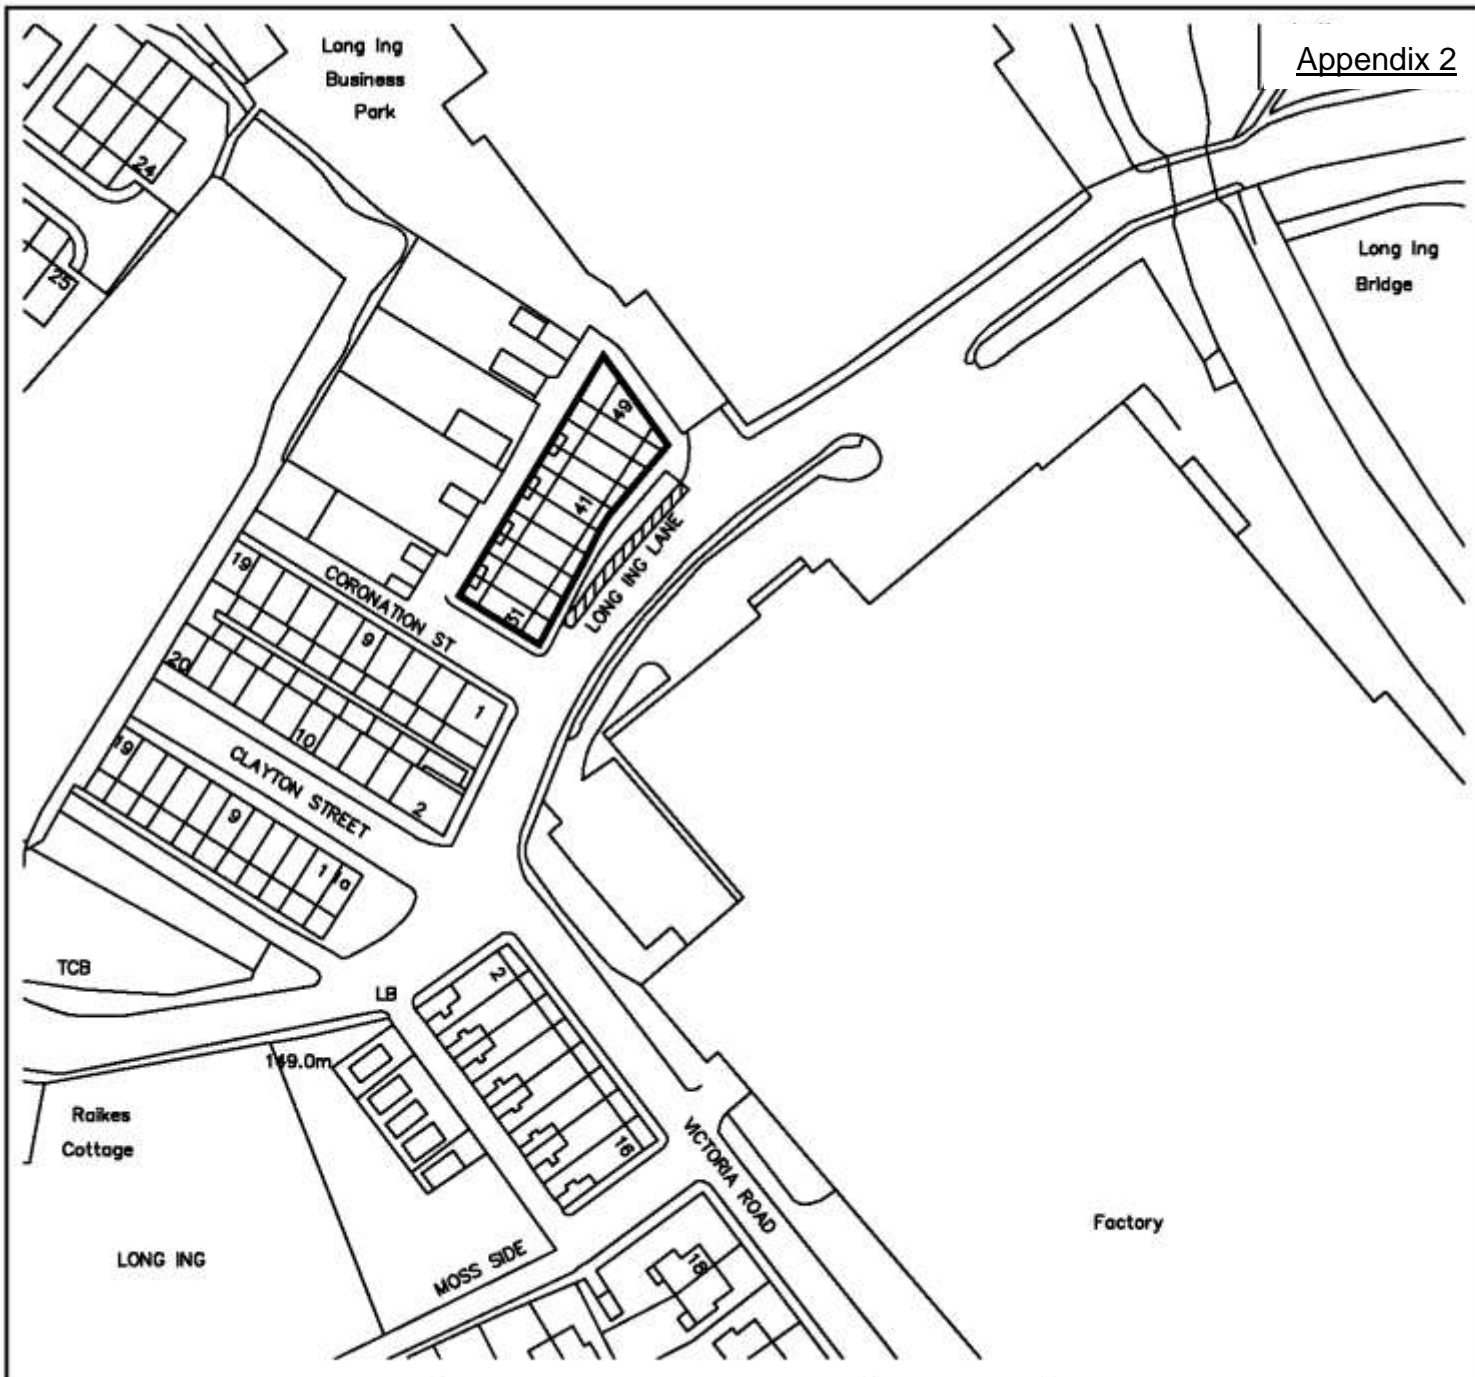 Appendix 2
Long Ing
Business
Park
24
25
Long Ing
Bridge
49
41
51
LONG ING LANE
CORONATION ST
19
9
1
20
10
2
CLAYTON STREET
19
9
1
1a
TCB
LB
149.0m
2
16
Raikes
Cottage
VICTORIA ROAD
Factory
LONG ING
MOSS SIDE
18